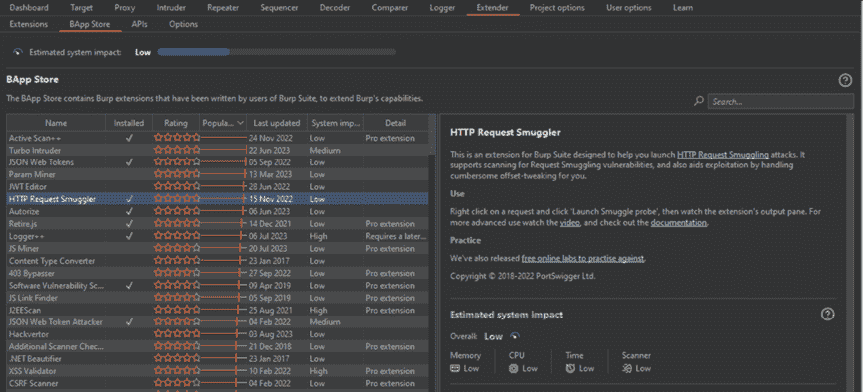 Dashboard Target Proxy Intruder Repeater Sequencer Decoder Comparer Logger Extender Project options User options Learn
Extensions BApp Store APIs Options
Estimated system impact: Low
BApp Store
The BApp Store contains Burp extensions that have been written by users of Burp Suite, to extend Burp's capabilities.
Search...
Name Installed Rating Popula... Last updated System imp... Detail
Active Scan++ ✓ 24 Nov 2022 Low Pro extension
Turbo Intruder 22 Jun 2023 Medium
JSON Web Tokens ✓ 05 Sep 2022 Low
Param Miner 13 Mar 2023 Low
JWT Editor 28 Jun 2022 Low
HTTP Request Smuggler ✓ 15 Nov 2022 Low
Autorize ✓ 06 Jun 2023 Low
Retire.js ✓ 14 Dec 2021 Low Pro extension
Logger++ ✓ 06 Jul 2023 High Requires a later...
JS Miner 20 Jul 2023 Low Pro extension
Content Type Converter 23 Jan 2017 Low
403 Bypasser 27 Sep 2022 Low Pro extension
Software Vulnerability Sc... ✓ 09 Apr 2019 Low Pro extension
JS Link Finder 05 Sep 2019 Low Pro extension
J2EEScan 25 Aug 2021 High Pro extension
JSON Web Token Attacker ✓ 04 Feb 2022 Medium
Hackvertor 03 Aug 2023 Low
Additional Scanner Chec... 21 Dec 2018 Low Pro extension
.NET Beautifier 23 Jan 2017 Low
XSS Validator 10 Feb 2022 High Pro extension
CSRF Scanner 04 Feb 2022 Low Pro extension
HTTP Request Smuggler
This is an extension for Burp Suite designed to help you launch HTTP Request Smuggling attacks. It
supports scanning for Request Smuggling vulnerabilities, and also aids exploitation by handling
cumbersome offset-tweaking for you.
Use
Right click on a request and click 'Launch Smuggle probe', then watch the extension's output pane. For
more advanced use watch the video, and check out the documentation.
Practice
We've also released free online labs to practise against.
Copyright © 2018-2022 PortSwigger Ltd.
Estimated system impact
Overall: Low
Memory CPU Time Scanner
Low Low Low Low